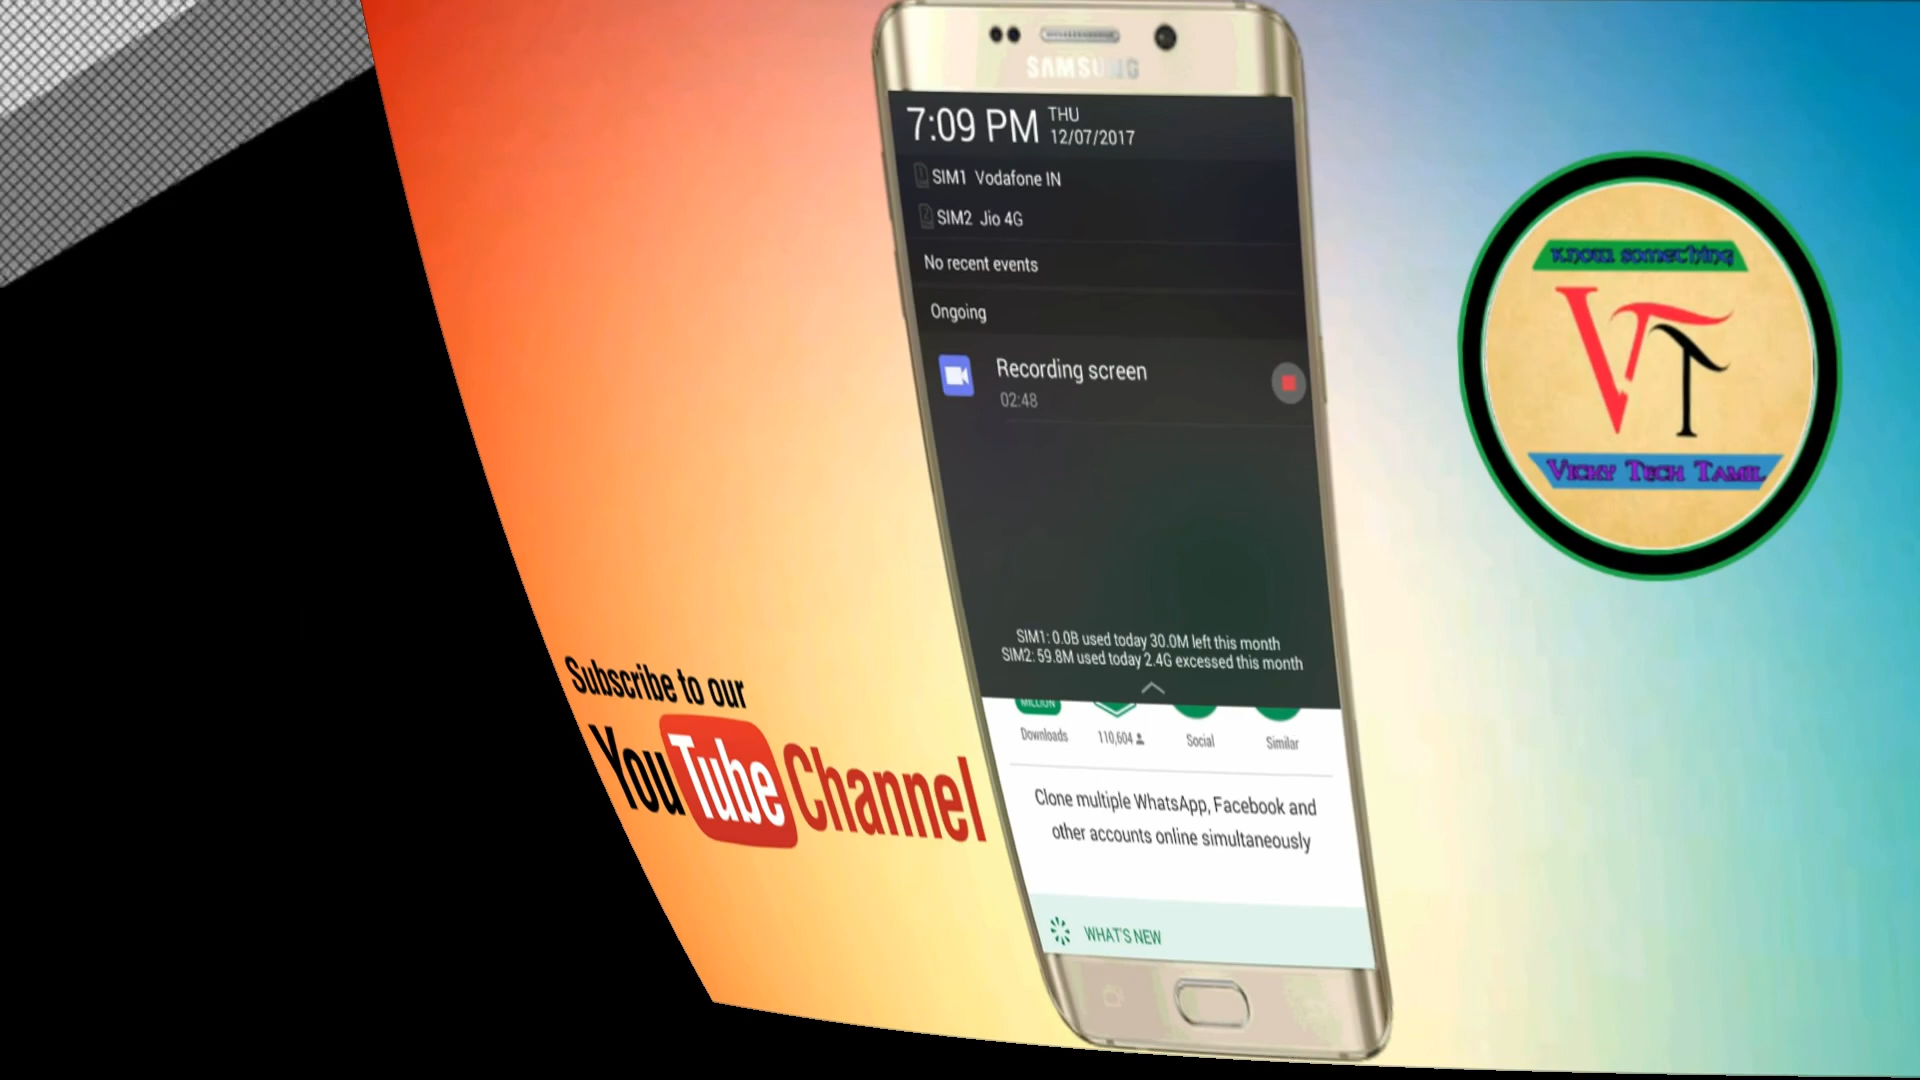 SAMSUNG
7:09 PM THU
12/07/2017
SIM1 Vodafone IN
SIM2 Jio 4G
No recent events
Ongoing
Recording screen
02:48
SIM1: 0.0B used today 30.0M left this month
SIM2: 59.8M used today 2.4G excessed this month
MILLION
Downloads 110,604 Social Similar
Clone multiple WhatsApp, Facebook and
other accounts online simultaneously
WHAT'S NEW
Subscribe to our
YouTube Channel
KNOW SOMETHING
VT
VICKY TECH TAMIL